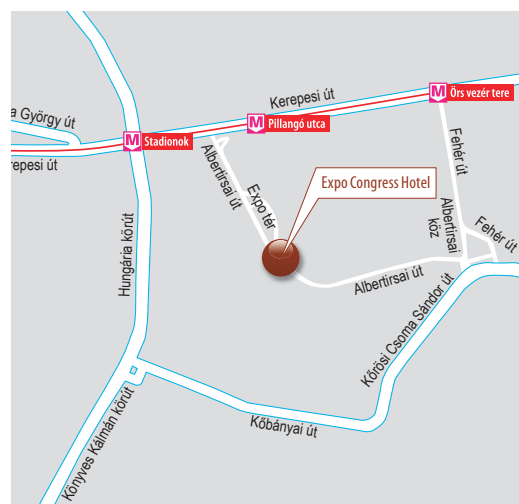 Kerepesi út
M Örs vezér tere
a György út
M Pillangó utca
M Stadionok
repesi út
Albertirsai út
Expo tér
Expo Congress Hotel
Fehér út
Albertirsai
köz
Fehér út
Hungária körút
Albertirsai út
Kőrösi Csoma Sándor út
Könyves Kálmán körút
Kőbányai út